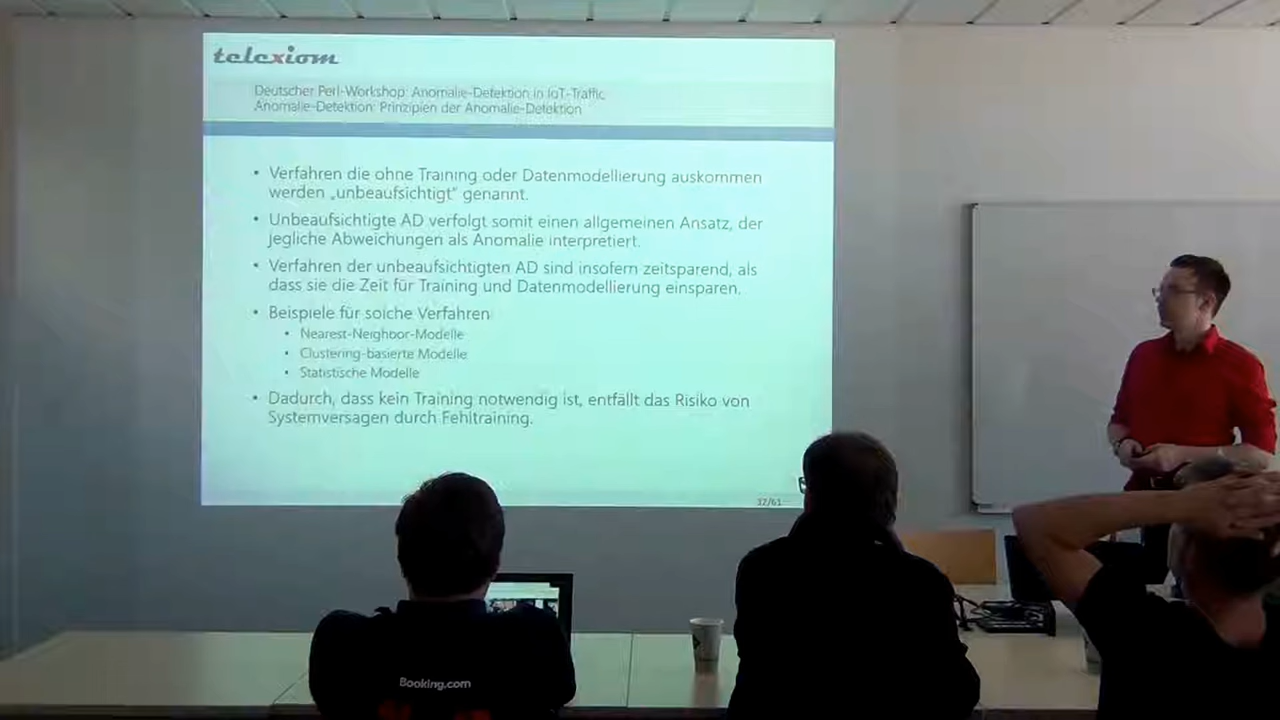 telexiom
Deutscher Perl-Workshop: Anomalie-Detektion in IoT-Traffic
Anomalie-Detektion: Prinzipien der Anomalie-Detektion
• Verfahren die ohne Training oder Datenmodellierung auskommen
werden „unbeaufsichtigt“ genannt.
• Unbeaufsichtigte AD verfolgt somit einen allgemeinen Ansatz, der
jegliche Abweichungen als Anomalie interpretiert.
• Verfahren der unbeaufsichtigten AD sind insofern zeitsparend, als
dass sie die Zeit für Training und Datenmodellierung einsparen.
• Beispiele für solche Verfahren
• Nearest-Neighbor-Modelle
• Clustering-basierte Modelle
• Statistische Modelle
• Dadurch, dass kein Training notwendig ist, entfällt das Risiko von
Systemversagen durch Fehltraining.
32/61
Booking.com